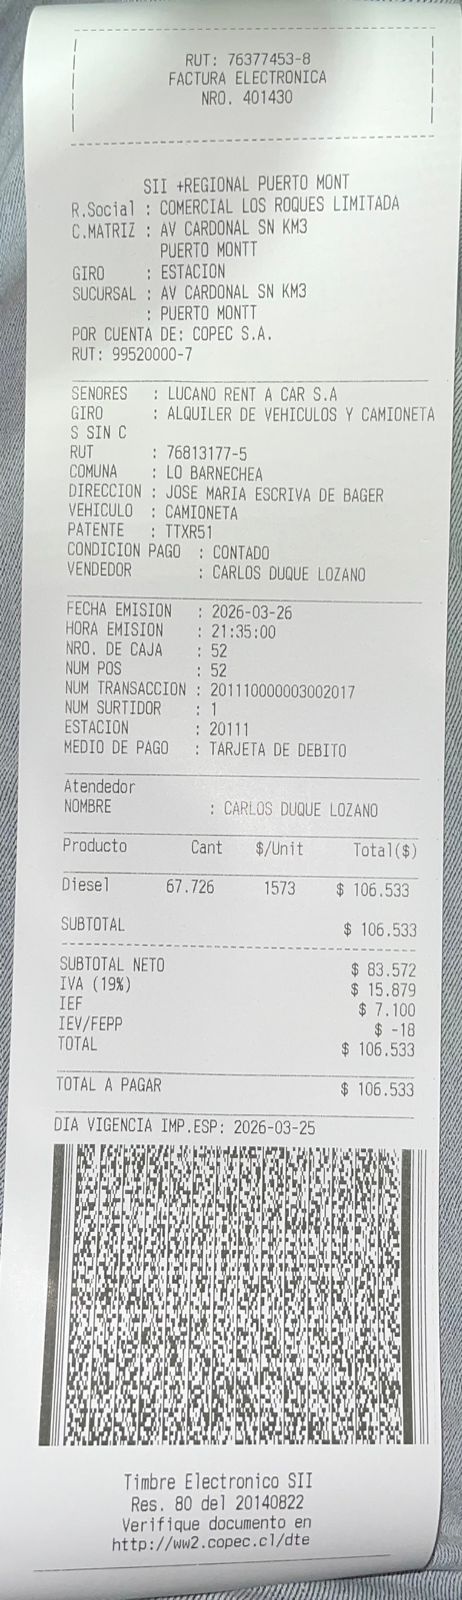 RUT: 76377453-8
FACTURA ELECTRONICA
NRO. 401430
SII +REGIONAL PUERTO MONT
R.Social : COMERCIAL LOS ROQUES LIMITADA
C.MATRIZ : AV CARDONAL SN KM3
PUERTO MONTT
GIRO : ESTACION
SUCURSAL : AV CARDONAL SN KM3
: PUERTO MONTT
POR CUENTA DE: COPEC S.A.
RUT: 99520000-7
SENORES : LUCANO RENT A CAR S.A
GIRO : ALQUILER DE VEHICULOS Y CAMIONETA
S SIN C
RUT : 76813177-5
COMUNA : LO BARNECHEA
DIRECCION : JOSE MARIA ESCRIVA DE BAGER
VEHICULO : CAMIONETA
PATENTE : TTXR51
CONDICION PAGO : CONTADO
VENDEDOR : CARLOS DUQUE LOZANO
FECHA EMISION : 2026-03-26
HORA EMISION : 21:35:00
NRO. DE CAJA : 52
NUM POS : 52
NUM TRANSACCION : 201110000003002017
NUM SURTIDOR : 1
ESTACION : 20111
MEDIO DE PAGO : TARJETA DE DEBITO
Atendedor
NOMBRE : CARLOS DUQUE LOZANO
Producto Cant $/Unit Total($)
Diesel 67.726 1573 $ 106.533
SUBTOTAL $ 106.533
SUBTOTAL NETO $ 83.572
IVA (19%) $ 15.879
IEF $ 7.100
IEV/FEPP $ -18
TOTAL $ 106.533
TOTAL A PAGAR $ 106.533
DIA VIGENCIA IMP.ESP: 2026-03-25
Timbre Electronico SII
Res. 80 del 20140822
Verifique documento en
http://ww2.copec.cl/dte